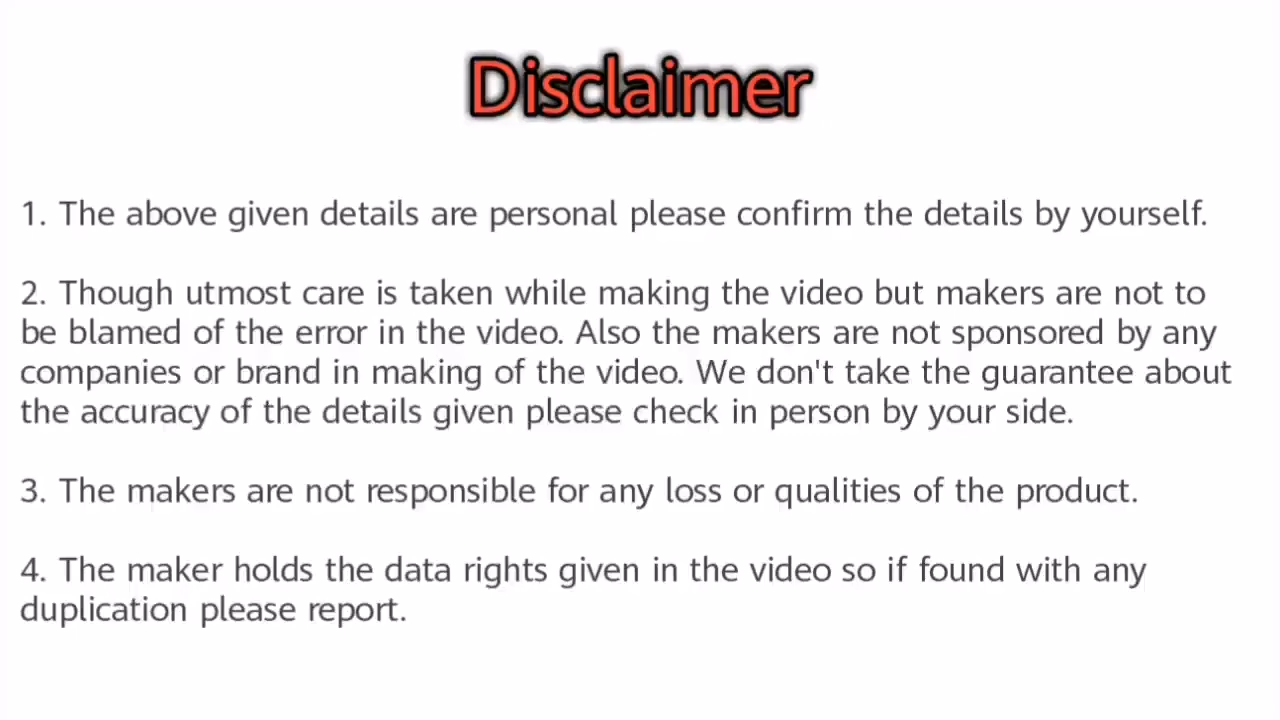 Disclaimer
1. The above given details are personal please confirm the details by yourself.
2. Though utmost care is taken while making the video but makers are not to
be blamed of the error in the video. Also the makers are not sponsored by any
companies or brand in making of the video. We don't take the guarantee about
the accuracy of the details given please check in person by your side.
3. The makers are not responsible for any loss or qualities of the product.
4. The maker holds the data rights given in the video so if found with any
duplication please report.